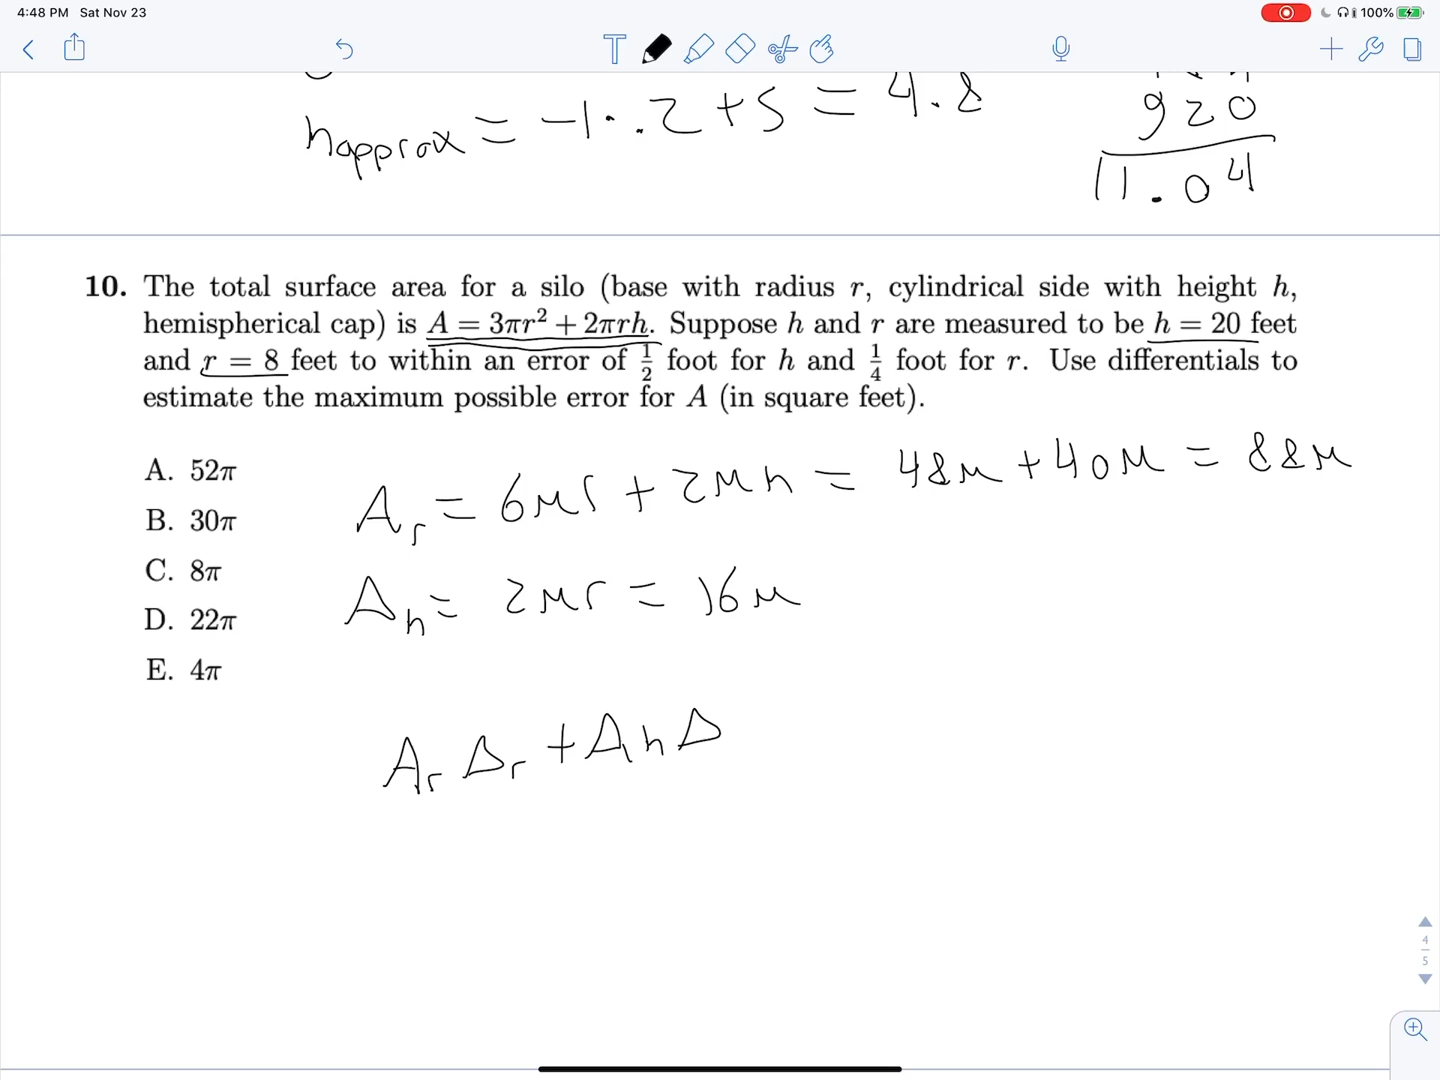 4:48 PM Sat Nov 23
100%
T
h approx = -1 · .2 + 5 = 4.8
920
11.04
10. The total surface area for a silo (base with radius r, cylindrical side with height h,
hemispherical cap) is A = 3πr² + 2πrh. Suppose h and r are measured to be h = 20 feet
and r = 8 feet to within an error of 1/2 foot for h and 1/4 foot for r. Use differentials to
estimate the maximum possible error for A (in square feet).
A. 52π
B. 30π
C. 8π
D. 22π
E. 4π
A_r = 6πr + 2πh = 48π + 40π = 88π
A_h = 2πr = 16π
A_r Δr + A_h Δ
4
5